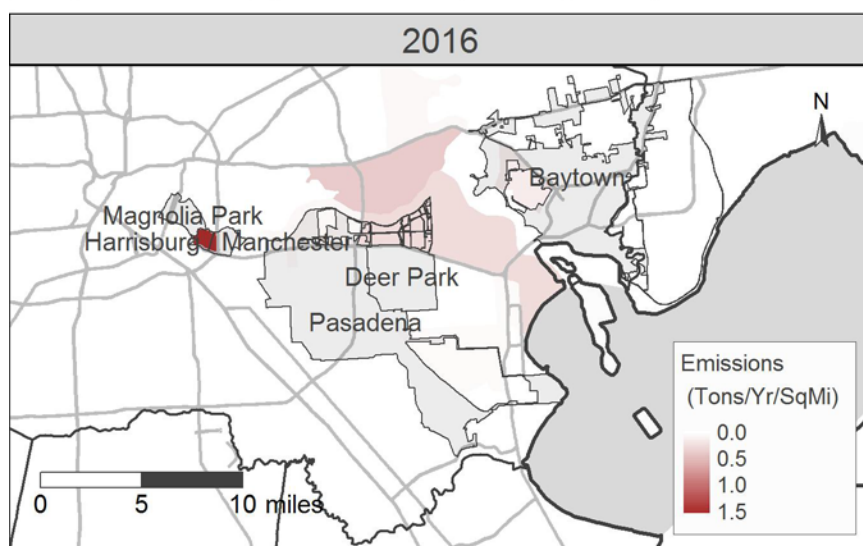 2016
N
Baytown
Magnolia Park
Harrisburg / Manchester
Deer Park
Pasadena
Emissions
(Tons/Yr/SqMi)
0.0
0.5
1.0
1.5
0 5 10 miles